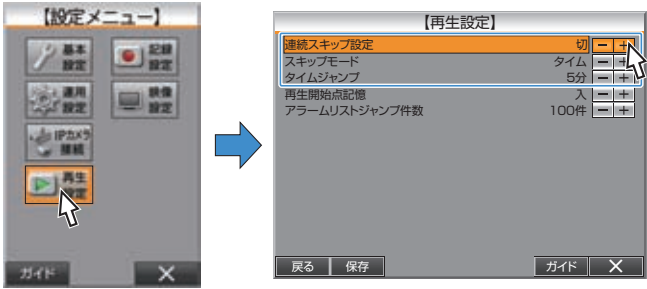 【設定メニュー】
基本
設定
記録
設定
運用
設定
映像
設定
IPカメラ
接続
再生
設定
ガイド ×
【再生設定】
連続スキップ設定 切 − +
スキップモード タイム − +
タイムジャンプ 5分 − +
再生開始点記憶 入 − +
アラームリストジャンプ件数 100件 − +
戻る 保存 ガイド ×